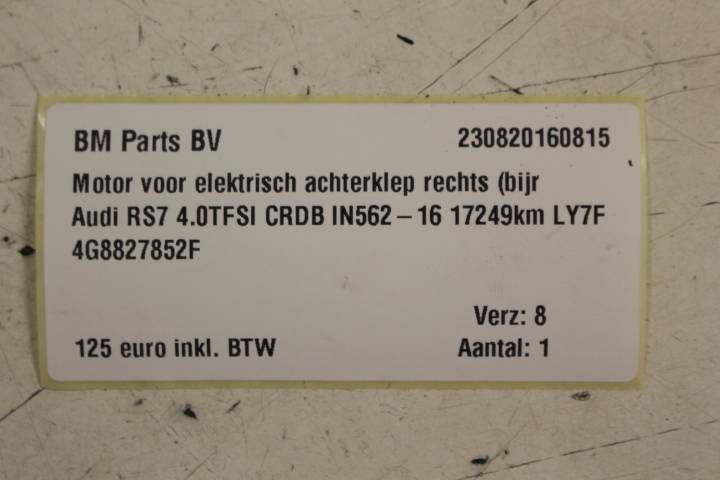 BM Parts BV 230820160815
Motor voor elektrisch achterklep rechts (bijr
Audi RS7 4.0TFSI CRDB IN562 – 16 17249km LY7F
4G8827852F
Verz: 8
125 euro inkl. BTW Aantal: 1